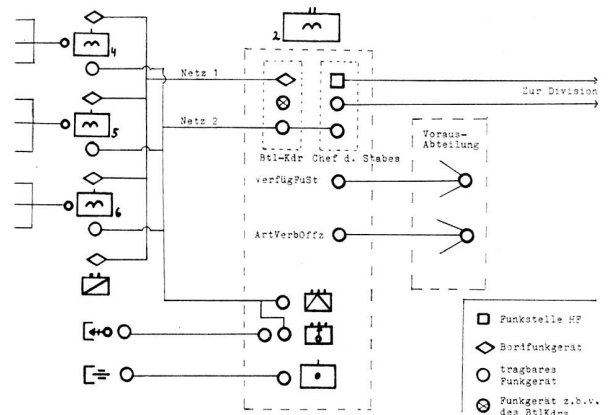 2
4
Netz 1
Zur Division
5
Netz 2
Btl-Kdr Chef d. Stabes
Voraus-
Abteilung
VerfügFuSt
6
ArtVerbOffz
Funkstelle HF
Bordfunkgerät
tragbares
Funkgerät
Funkgerät z.b.v.
des BtlKdrs